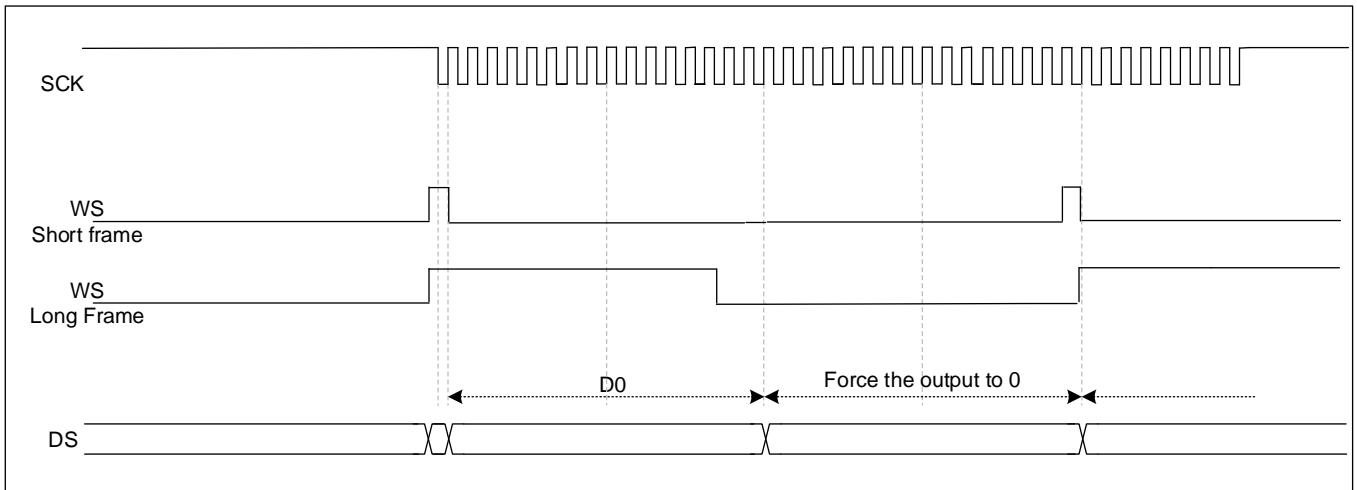 SCK
WS
Short frame
WS
Long Frame
D0
Force the output to 0
DS